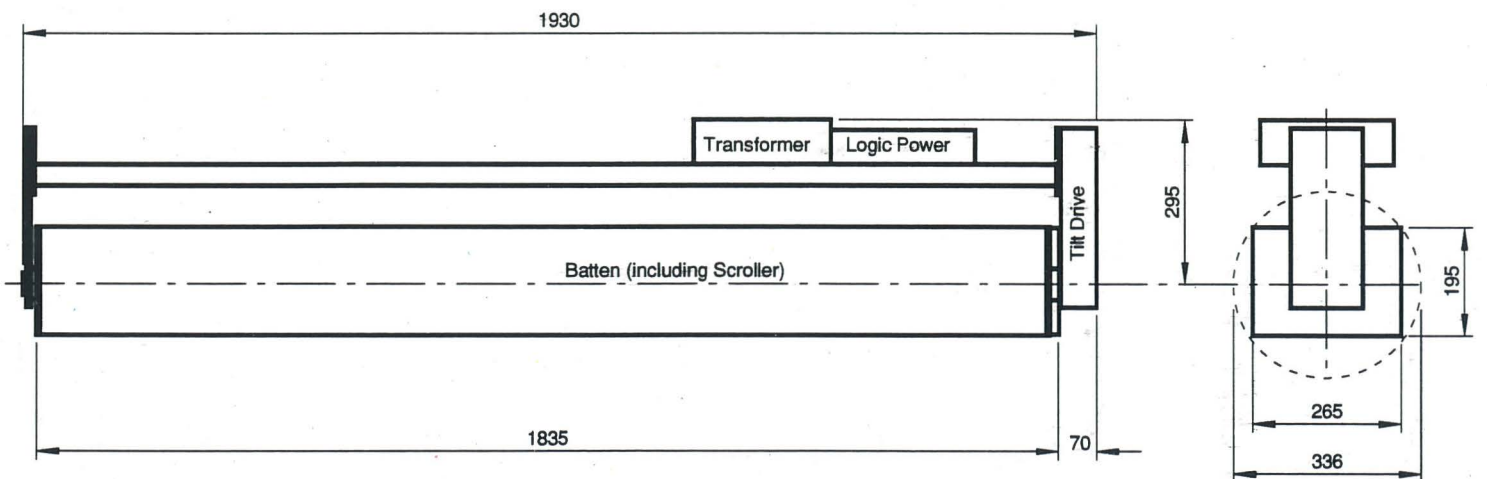 1930
Transformer
Logic Power
295
Tilt Drive
Batten (including Scroller)
195
265
1835
70
336